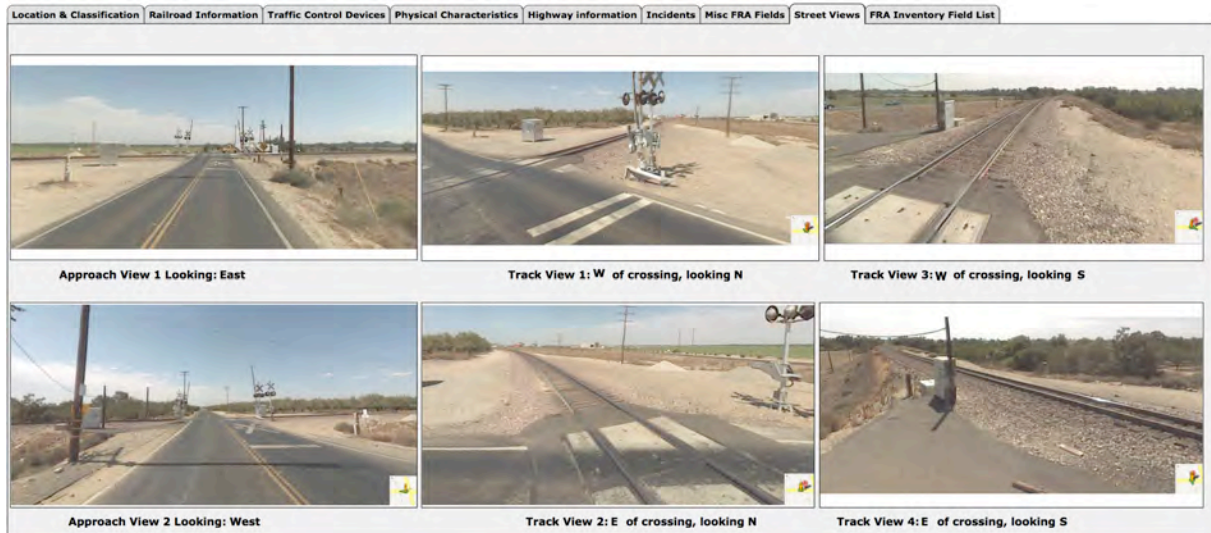 Location & Classification Railroad Information Traffic Control Devices Physical Characteristics Highway information Incidents Misc FRA Fields Street Views FRA Inventory Field List
Approach View 1 Looking: East
Track View 1: W of crossing, looking N
Track View 3: W of crossing, looking S
Approach View 2 Looking: West
Track View 2: E of crossing, looking N
Track View 4: E of crossing, looking S